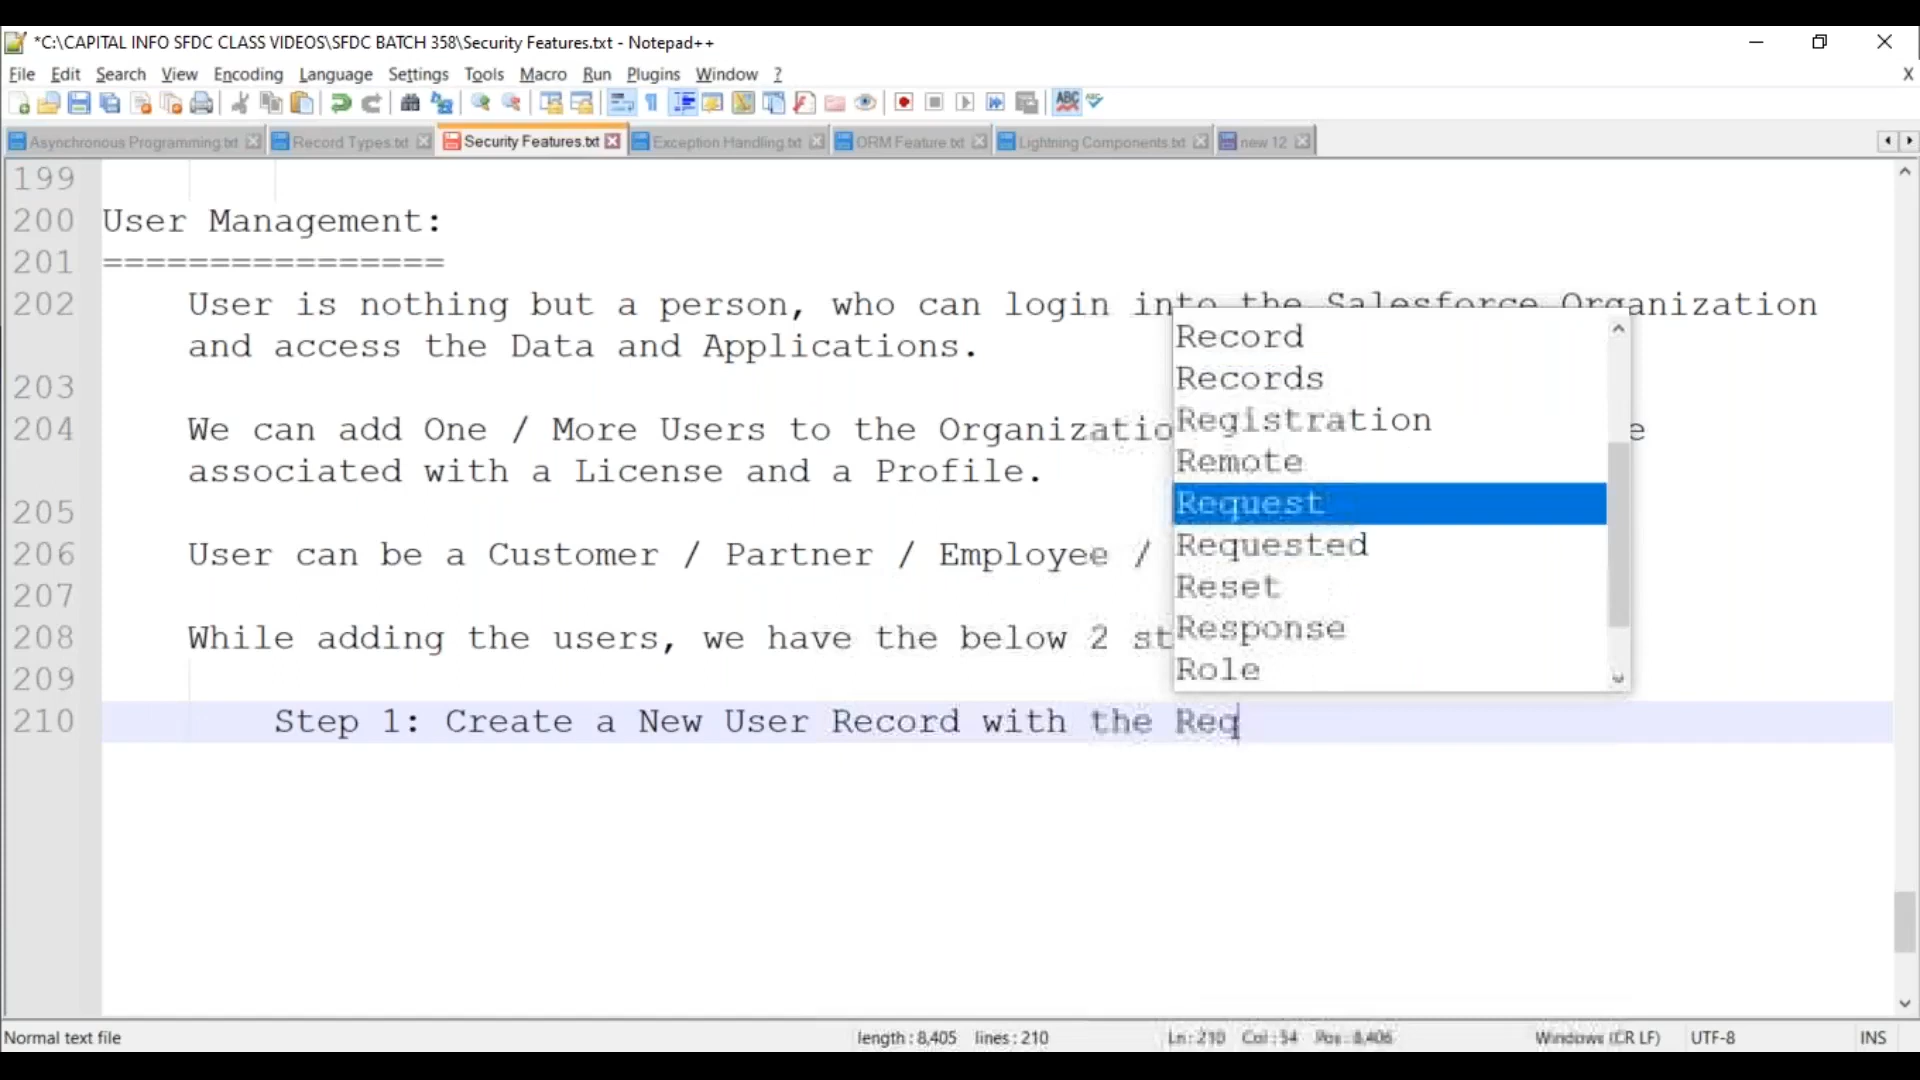 *C:\CAPITAL INFO SFDC CLASS VIDEOS\SFDC BATCH 358\Security Features.txt - Notepad++
File Edit Search View Encoding Language Settings Tools Macro Run Plugins Window ? X
Asynchronous Programming.txt Record Types.txt Security Features.txt Exception Handling.txt ORM Feature.txt Lightning Components.txt new 12
199
200 User Management:
201 ================
202 User is nothing but a person, who can login into the Salesforce Organization
and access the Data and Applications.
203
204 We can add One / More Users to the Organizatio e
associated with a License and a Profile.
205
206 User can be a Customer / Partner / Employee /
207
208 While adding the users, we have the below 2 st
209
210 Step 1: Create a New User Record with the Req
Record
Records
Registration
Remote
Request
Requested
Reset
Response
Role
Normal text file length : 8,405 lines : 210 Ln : 210 Col : 54 Pos : 8,406 Windows (CR LF) UTF-8 INS